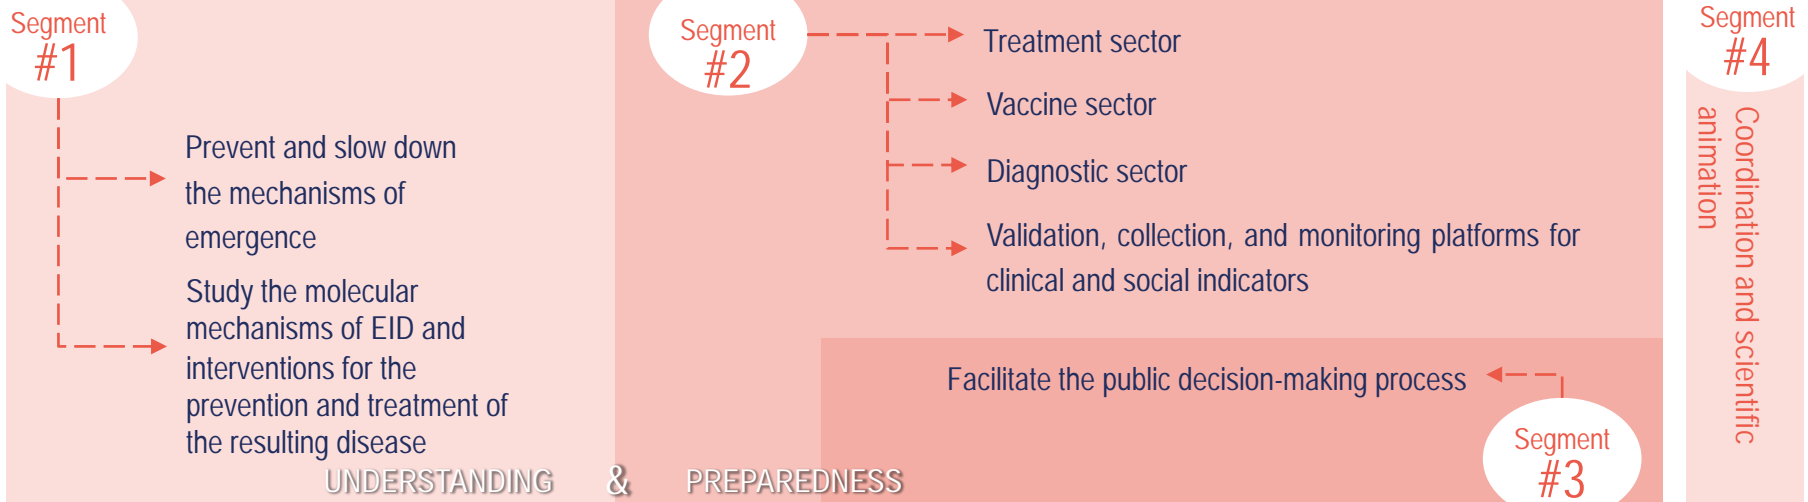 Segment
#1
Prevent and slow down
the mechanisms of
emergence
Study the molecular
mechanisms of EID and
interventions for the
prevention and treatment of
the resulting disease
Segment
#2
Treatment sector
Vaccine sector
Diagnostic sector
Validation, collection, and monitoring platforms for
clinical and social indicators
Facilitate the public decision-making process
Segment
#3
UNDERSTANDING & PREPAREDNESS
Segment
#4
Coordination and scientific
animation